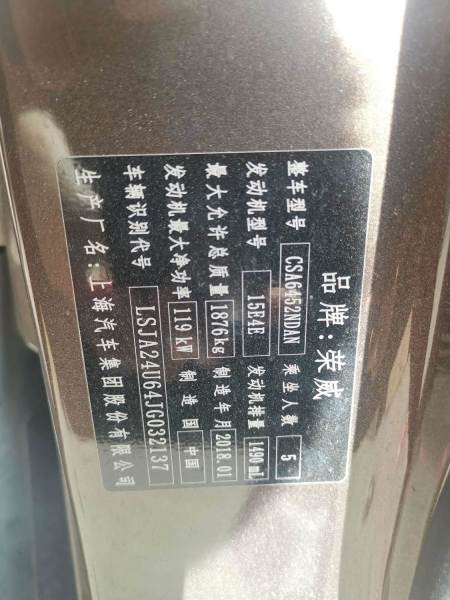 品牌:荣威
整车型号 CSA6452NDAN 乘坐人数 5
发动机型号 15E4E 发动机排量 1490 ml
最大允许总质量 1876kg 制造年月 2018.01
发动机最大净功率 119 kW 制造国 中国
车辆识别代号 LSJA24U64JG032137
生产厂名:上海汽车集团股份有限公司